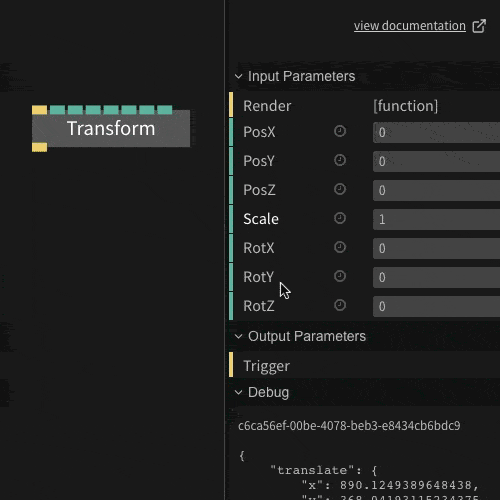 view documentation
Transform
Input Parameters
Render [function]
PosX 0
PosY 0
PosZ 0
Scale 1
RotX 0
RotY 0
RotZ 0
Output Parameters
Trigger
Debug
c6ca56ef-00be-4078-beb3-e8434cb6bdc9
{
"translate": {
"x": 890.1249389648438,